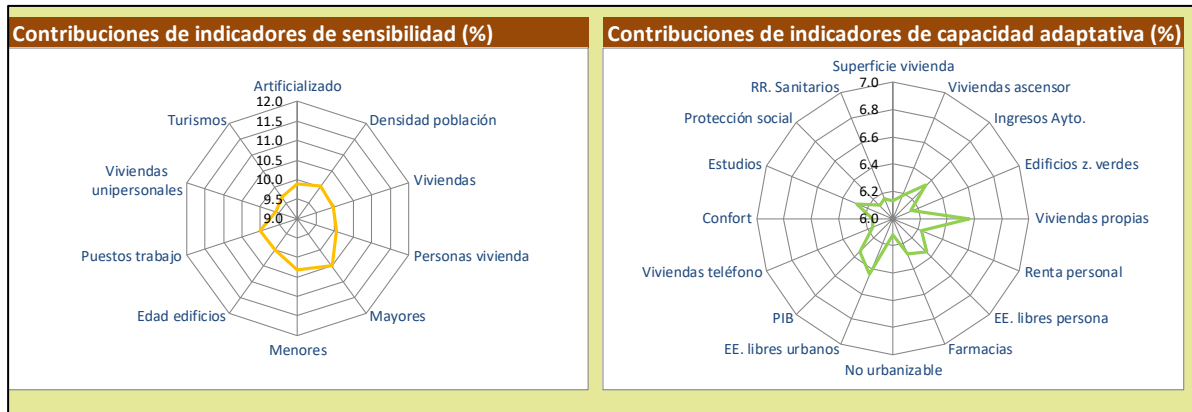 Contribuciones de indicadores de sensibilidad (%)
Artificializado
Densidad población
Viviendas
Personas vivienda
Mayores
Menores
Edad edificios
Puestos trabajo
Viviendas
unipersonales
Turismos
12.0
11.5
11.0
10.5
10.0
9.5
9.0
Contribuciones de indicadores de capacidad adaptativa (%)
Superficie vivienda
Viviendas ascensor
Ingresos Ayto.
Edificios z. verdes
Viviendas propias
Renta personal
EE. libres persona
Farmacias
No urbanizable
EE. libres urbanos
PIB
Viviendas teléfono
Confort
Estudios
Protección social
RR. Sanitarios
7.0
6.8
6.6
6.4
6.2
6.0